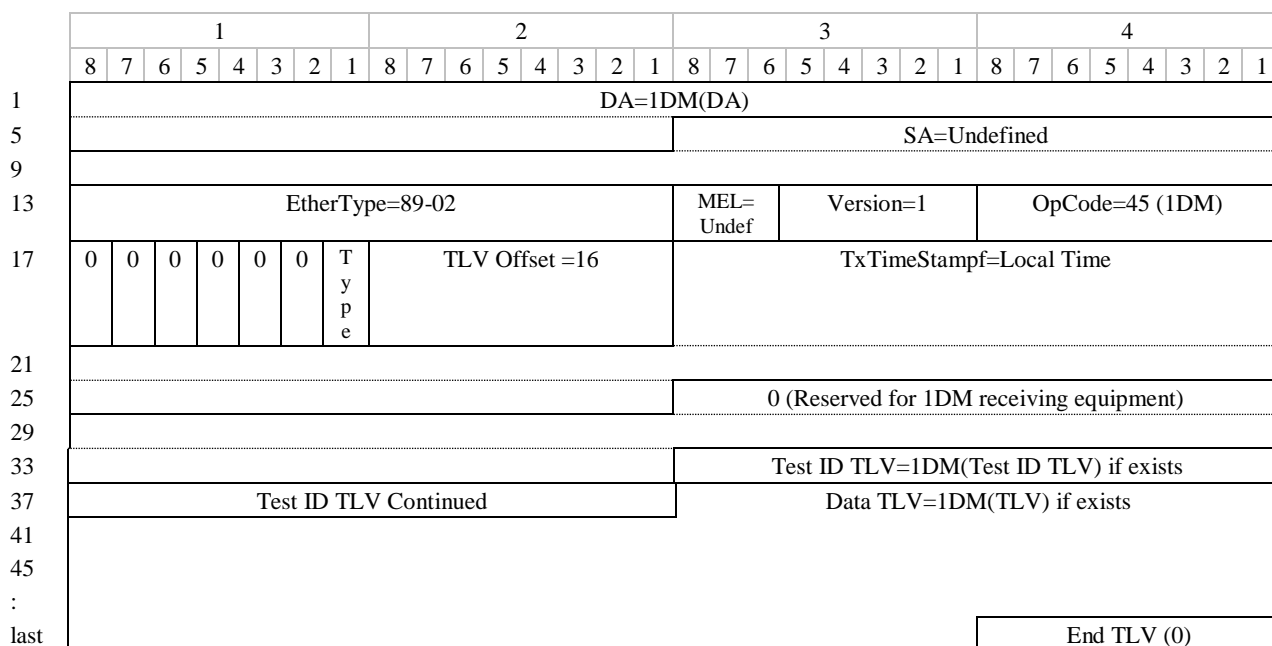 1 2 3 4
8 7 6 5 4 3 2 1 8 7 6 5 4 3 2 1 8 7 6 5 4 3 2 1 8 7 6 5 4 3 2 1
1 DA=1DM(DA)
5 SA=Undefined
9
13 EtherType=89-02 MEL= Version=1 OpCode=45 (1DM)
Undef
17 0 0 0 0 0 0 T TLV Offset =16 TxTimeStampf=Local Time
y
p
e
21
25 0 (Reserved for 1DM receiving equipment)
29
33 Test ID TLV=1DM(Test ID TLV) if exists
37 Test ID TLV Continued Data TLV=1DM(TLV) if exists
41
45
:
last End TLV (0)